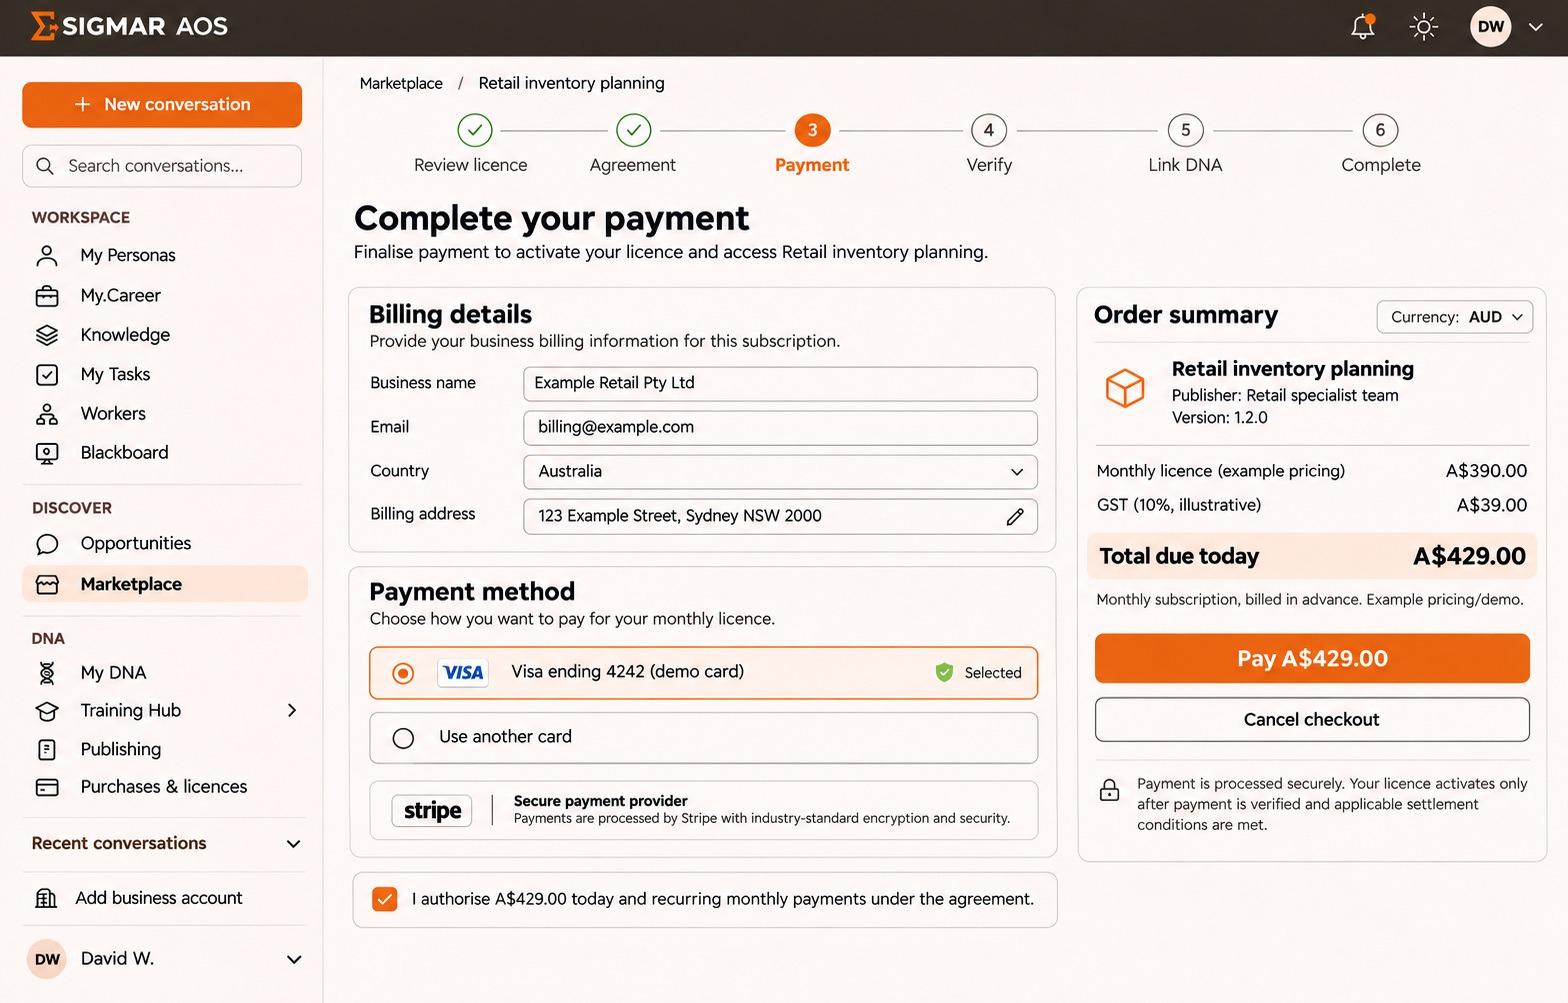 SIGMAR AOS
DW
New conversation
Search conversations...
WORKSPACE
My Personas
My.Career
Knowledge
My Tasks
Workers
Blackboard
DISCOVER
Opportunities
Marketplace
DNA
My DNA
Training Hub
Publishing
Purchases & licences
Recent conversations
Add business account
DW David W.
Marketplace / Retail inventory planning
3 4 5 6
Review licence Agreement Payment Verify Link DNA Complete
Complete your payment
Finalise payment to activate your licence and access Retail inventory planning.
Billing details
Provide your business billing information for this subscription.
Business name Example Retail Pty Ltd
Email billing@example.com
Country Australia
Billing address 123 Example Street, Sydney NSW 2000
Payment method
Choose how you want to pay for your monthly licence.
VISA Visa ending 4242 (demo card) Selected
Use another card
stripe
Secure payment provider
Payments are processed by Stripe with industry-standard encryption and security.
I authorise A$429.00 today and recurring monthly payments under the agreement.
Order summary
Currency: AUD
Retail inventory planning
Publisher: Retail specialist team
Version: 1.2.0
Monthly licence (example pricing) A$390.00
GST (10%, illustrative) A$39.00
Total due today A$429.00
Monthly subscription, billed in advance. Example pricing/demo.
Pay A$429.00
Cancel checkout
Payment is processed securely. Your licence activates only
after payment is verified and applicable settlement
conditions are met.